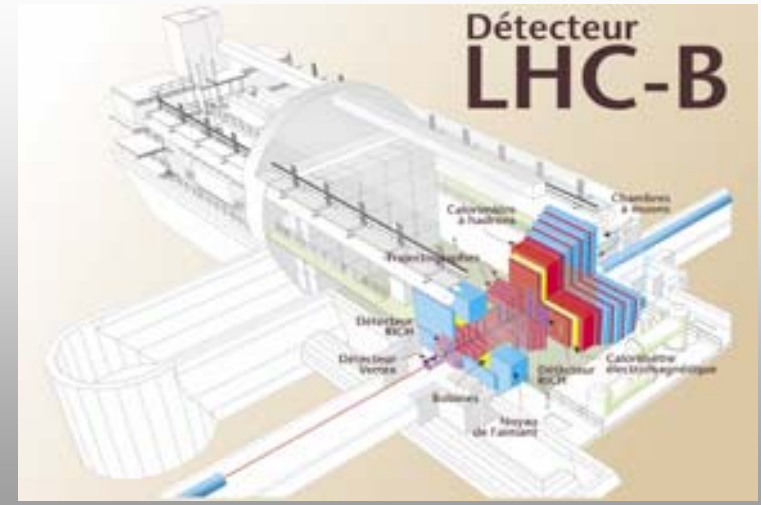 Détecteur
LHC-B
Chambres
à muons
Calorimètre
à hadrons
Trajectographes
Détecteur
RICH
Détecteur
Vertex
Bobines
Noyau
de l'aimant
Détecteur
RICH
Calorimètre
électromagnétique